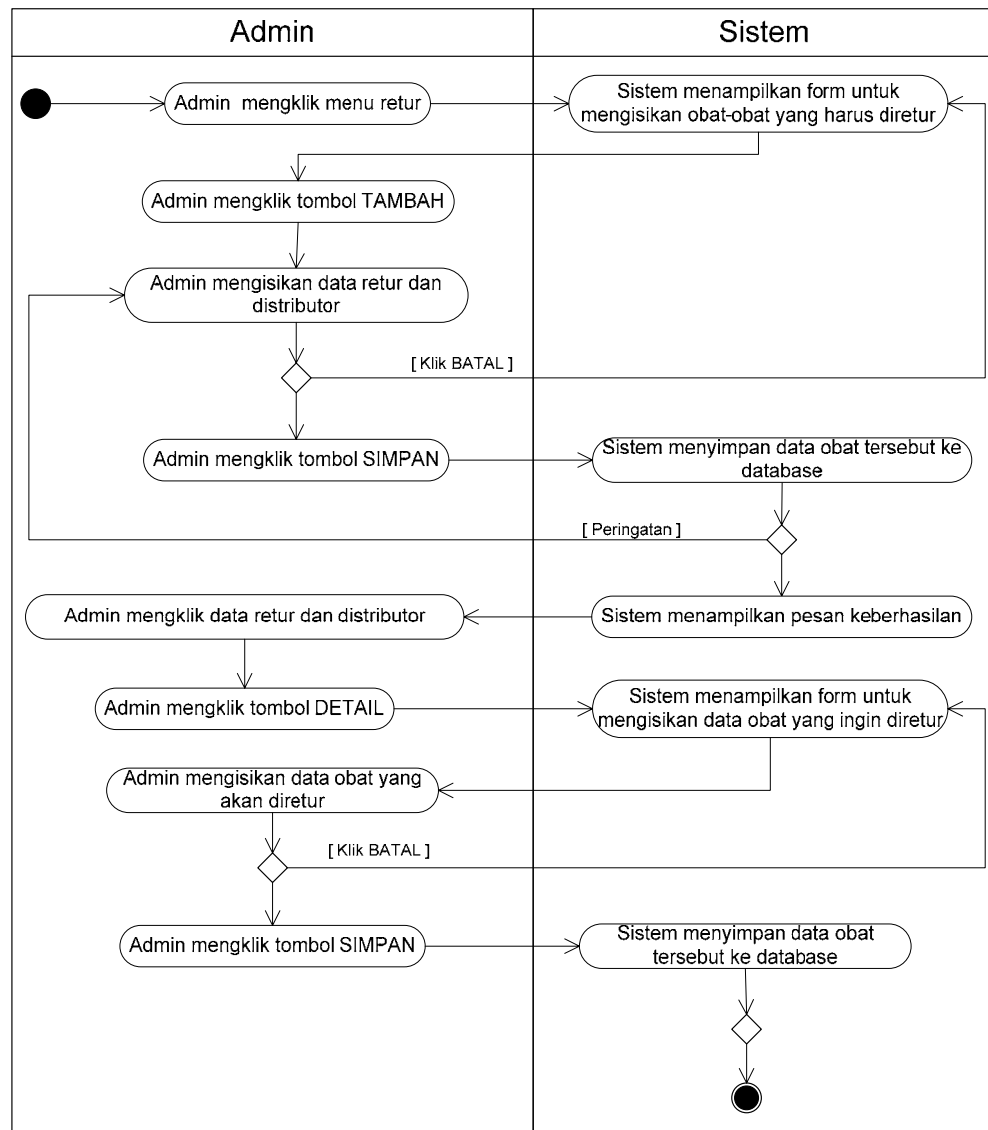 Admin
Sistem
Admin  mengklik menu retur
Sistem menampilkan form untuk
mengisikan obat-obat yang harus diretur
Admin mengklik tombol TAMBAH
Admin mengisikan data retur dan
distributor
[ Klik BATAL ]
Admin mengklik tombol SIMPAN
Sistem menyimpan data obat tersebut ke
database
[ Peringatan ]
Admin mengklik data retur dan distributor
Sistem menampilkan pesan keberhasilan
Admin mengklik tombol DETAIL
Sistem menampilkan form untuk
mengisikan data obat yang ingin diretur
Admin mengisikan data obat yang
akan diretur
[ Klik BATAL ]
Admin mengklik tombol SIMPAN
Sistem menyimpan data obat
tersebut ke database